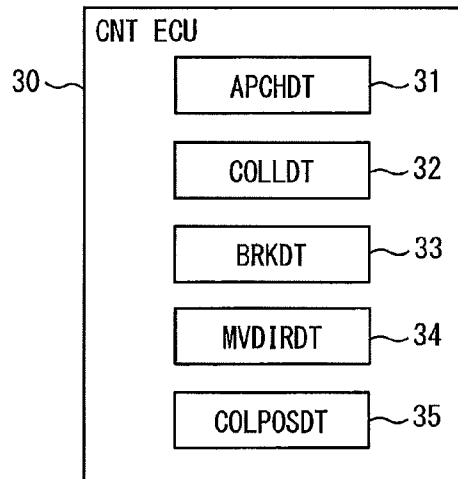 CNT ECU
30
APCHDT 31
COLLDT 32
BRKDT 33
MVDIRDT 34
COLPOSDT 35